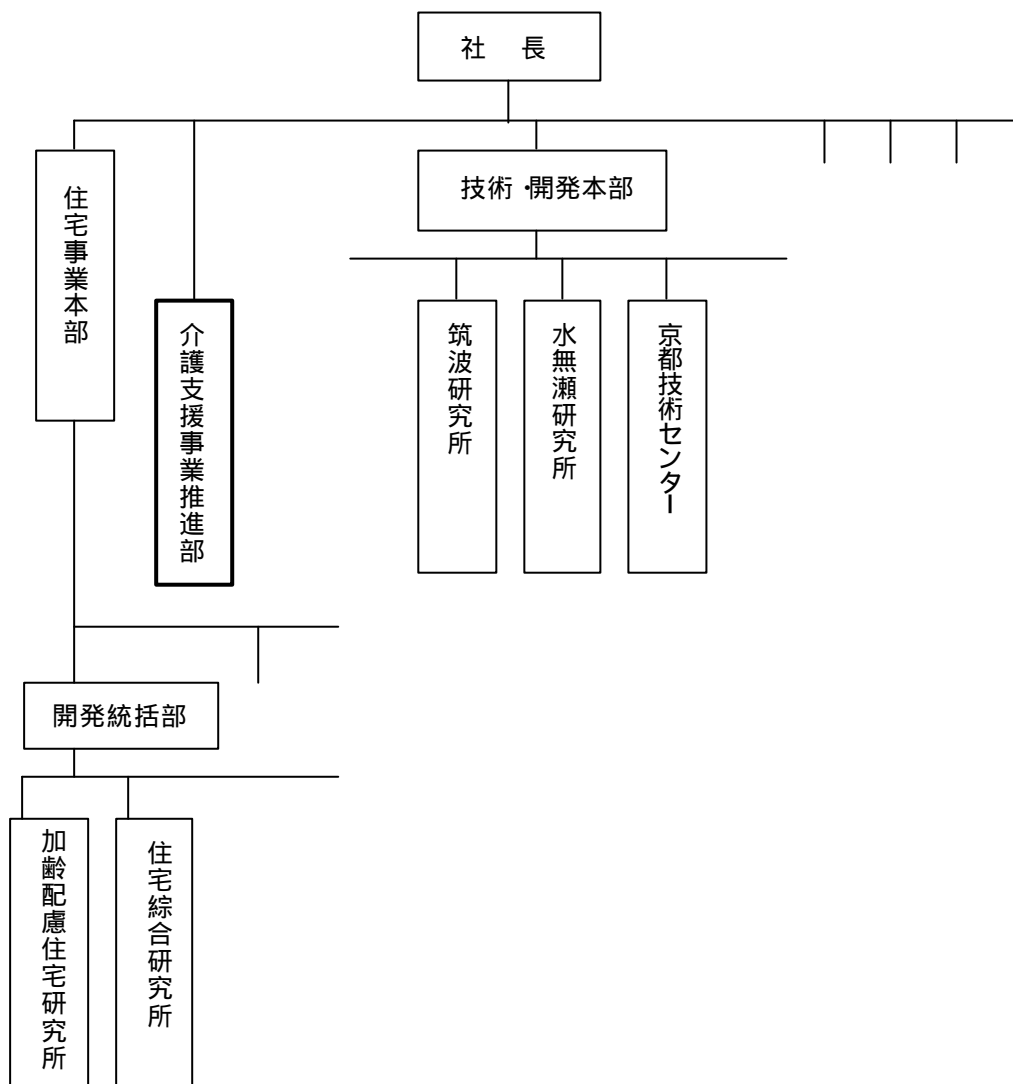 社 長
住宅事業本部
介護支援事業推進部
技術・開発本部
筑波研究所
水無瀬研究所
京都技術センター
開発統括部
加齢配慮住宅研究所
住宅綜合研究所